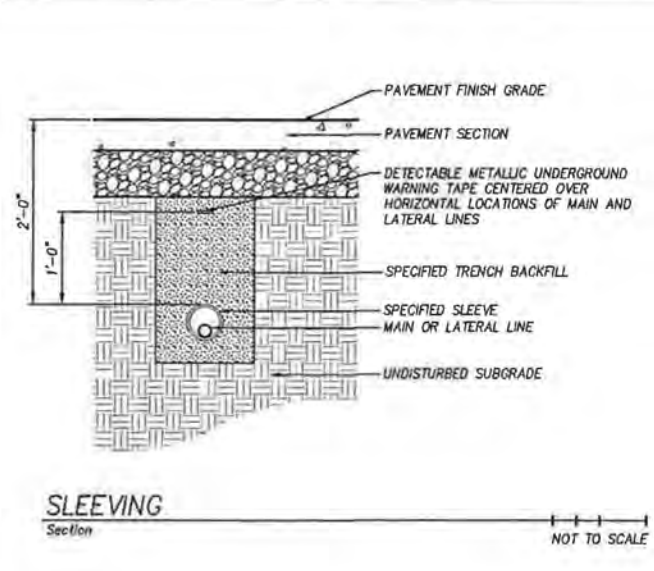 PAVEMENT FINISH GRADE
PAVEMENT SECTION
DETECTABLE METALLIC UNDERGROUND
WARNING TAPE CENTERED OVER
HORIZONTAL LOCATIONS OF MAIN AND
LATERAL LINES
2'-0"
1'-0"
SPECIFIED TRENCH BACKFILL
SPECIFIED SLEEVE
MAIN OR LATERAL LINE
UNDISTURBED SUBGRADE
SLEEVING
Section
NOT TO SCALE